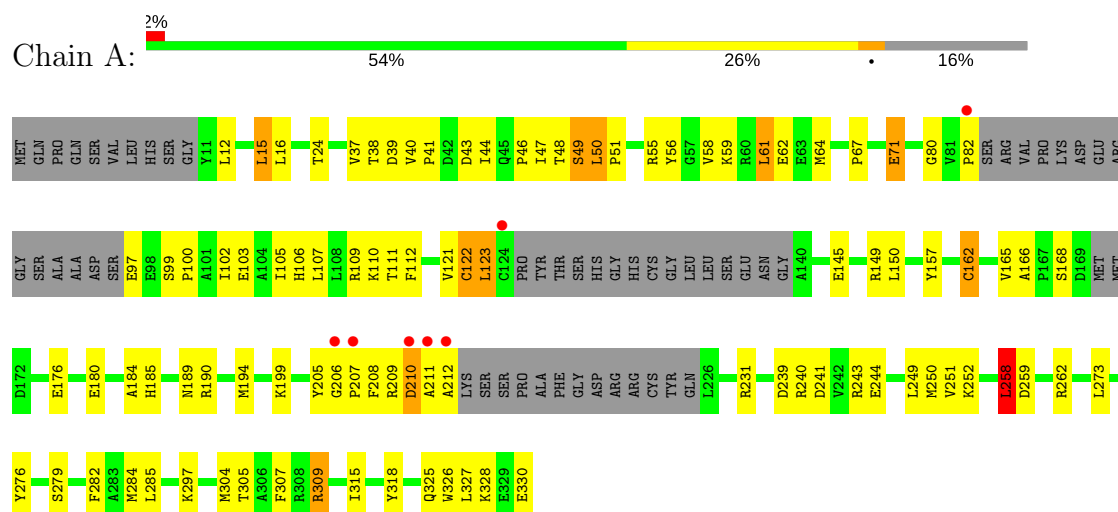 2%
Chain A:
54% 26% • 16%
MET GLN PRO GLN SER VAL LEU HIS SER GLY Y11 L12 L15 L16 T24 V37 T38 D39 V40 P41 D42 D43 I44 Q45 P46 I47 T48 S49 L50 P51 R55 Y56 G57 V58 K59 R60 L61 E62 E63 M64 P67 E71 G80 V81 P82 SER ARG VAL PRO LYS ASP GLU ARG
GLY SER ALA ALA ASP SER E97 E98 S99 P100 A101 I102 E103 A104 I105 H106 L107 L108 R109 K110 T111 F112 V121 C122 L123 C124 PRO TYR THR SER HIS GLY HIS CYS GLY LEU LEU SER GLU ASN GLY A140 E145 R149 L150 Y157 C162 V165 A166 P167 S168 D169 MET MET
D172 E176 E180 A184 H185 N189 R190 M194 K199 Y205 G206 P207 F208 R209 D210 A211 A212 LYS SER SER PRO ALA PHE GLY ASP ARG ARG CYS TYR GLN L226 R231 D239 R240 D241 V242 R243 E244 L249 M250 V251 K252 L258 D259 R262 L273
Y276 S279 F282 A283 M284 L285 K297 M304 T305 A306 F307 R308 R309 I315 Y318 Q325 W326 L327 K328 E329 E330